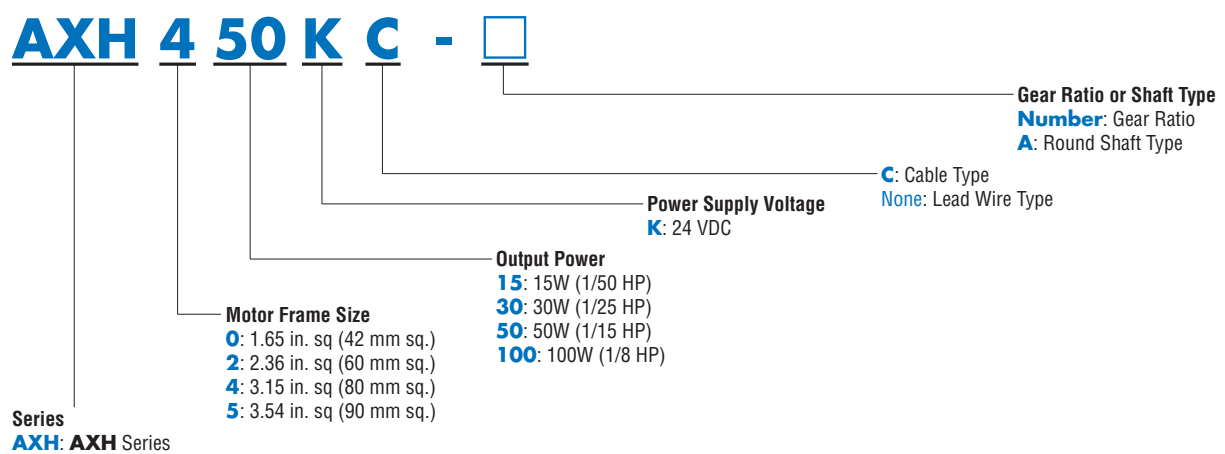 AXH 4 50 K C - □
Gear Ratio or Shaft Type
Number: Gear Ratio
A: Round Shaft Type
C: Cable Type
None: Lead Wire Type
Power Supply Voltage
K: 24 VDC
Output Power
15: 15W (1/50 HP)
30: 30W (1/25 HP)
50: 50W (1/15 HP)
100: 100W (1/8 HP)
Motor Frame Size
0: 1.65 in. sq (42 mm sq.)
2: 2.36 in. sq (60 mm sq.)
4: 3.15 in. sq (80 mm sq.)
5: 3.54 in. sq (90 mm sq.)
Series
AXH: AXH Series